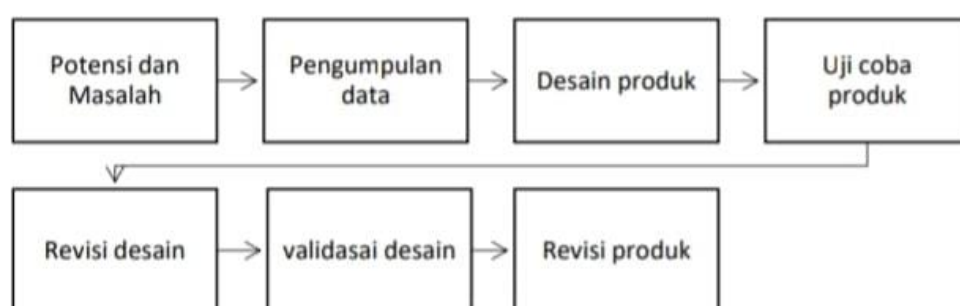 Potensi dan
Masalah
Pengumpulan
data
Desain produk
Uji coba
produk
Revisi desain
validasai desain
Revisi produk